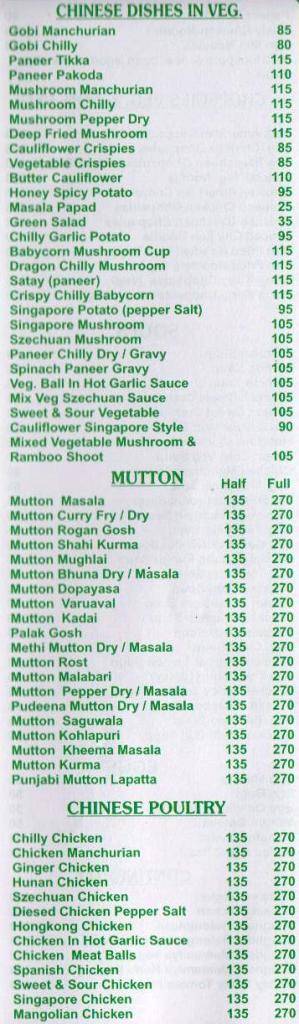 CHINESE DISHES IN VEG.
Gobi Manchurian 85
Gobi Chilly 80
Paneer Tikka 115
Paneer Pakoda 110
Mushroom Manchurian 115
Mushroom Chilly 115
Mushroom Pepper Dry 115
Deep Fried Mushroom 115
Cauliflower Crispies 85
Vegetable Crispies 85
Butter Cauliflower 110
Honey Spicy Potato 95
Masala Papad 25
Green Salad 35
Chilly Garlic Potato 95
Babycorn Mushroom Cup 115
Dragon Chilly Mushroom 115
Satay (paneer) 115
Crispy Chilly Babycorn 115
Singapore Potato (pepper Salt) 95
Singapore Mushroom 105
Szechuan Mushroom 105
Paneer Chilly Dry / Gravy 105
Spinach Paneer Gravy 105
Veg. Ball In Hot Garlic Sauce 105
Mix Veg Szechuan Sauce 105
Sweet & Sour Vegetable 105
Cauliflower Singapore Style 90
Mixed Vegetable Mushroom &
Ramboo Shoot 105
MUTTON Half Full
Mutton Masala 135 270
Mutton Curry Fry / Dry 135 270
Mutton Rogan Gosh 135 270
Mutton Shahi Kurma 135 270
Mutton Mughlai 135 270
Mutton Bhuna Dry / Masala 135 270
Mutton Dopayasa 135 270
Mutton Varuaval 135 270
Mutton Kadai 135 270
Palak Gosh 135 270
Methi Mutton Dry / Masala 135 270
Mutton Rost 135 270
Mutton Malabari 135 270
Mutton Pepper Dry / Masala 135 270
Pudeena Mutton Dry / Masala 135 270
Mutton Saguwala 135 270
Mutton Kohlapuri 135 270
Mutton Kheema Masala 135 270
Mutton Kurma 135 270
Punjabi Mutton Lapatta 135 270
CHINESE POULTRY
Chilly Chicken 135 270
Chicken Manchurian 135 270
Ginger Chicken 135 270
Hunan Chicken 135 270
Szechuan Chicken 135 270
Diesed Chicken Pepper Salt 135 270
Hongkong Chicken 135 270
Chicken In Hot Garlic Sauce 135 270
Chicken Meat Balls 135 270
Spanish Chicken 135 270
Sweet & Sour Chicken 135 270
Singapore Chicken 135 270
Mangolian Chicken 135 270